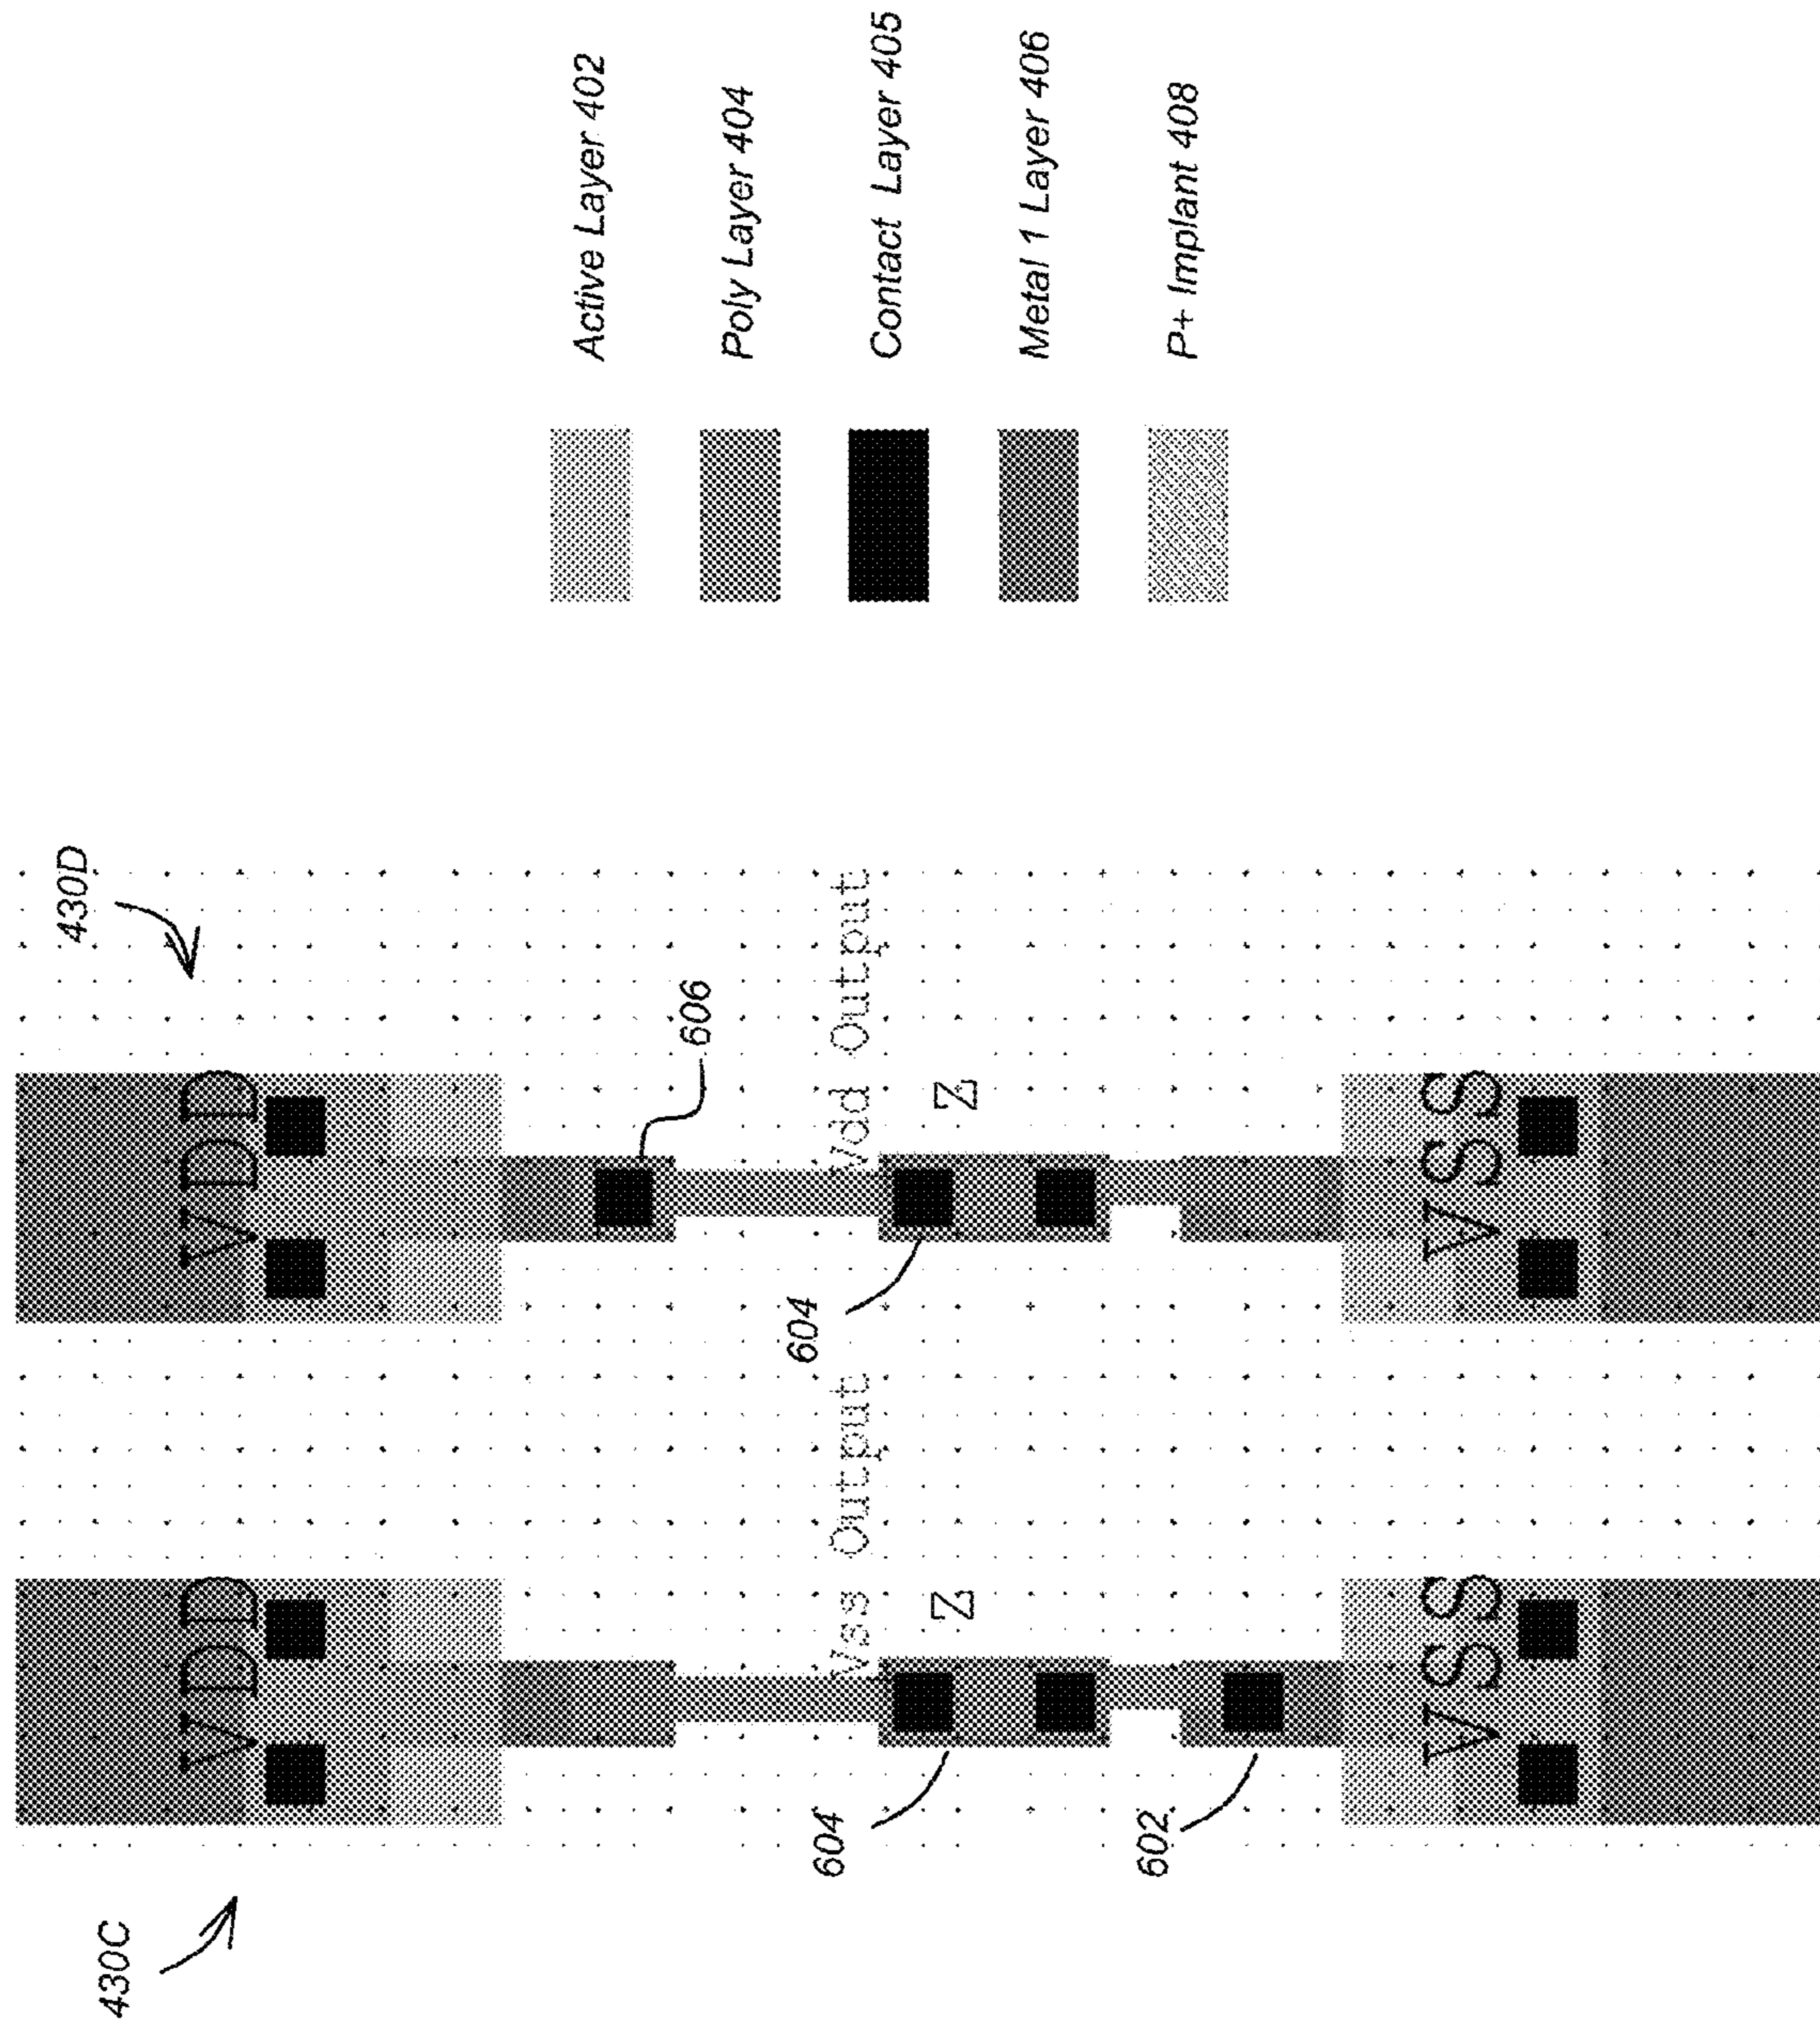 430C
430D
VDD
VDD
606
604
604
Vss Output
Vdd Output
Z
Z
602
VSS
VSS
Active Layer 402
Poly Layer 404
Contact Layer 405
Metal 1 Layer 406
P+ Implant 408